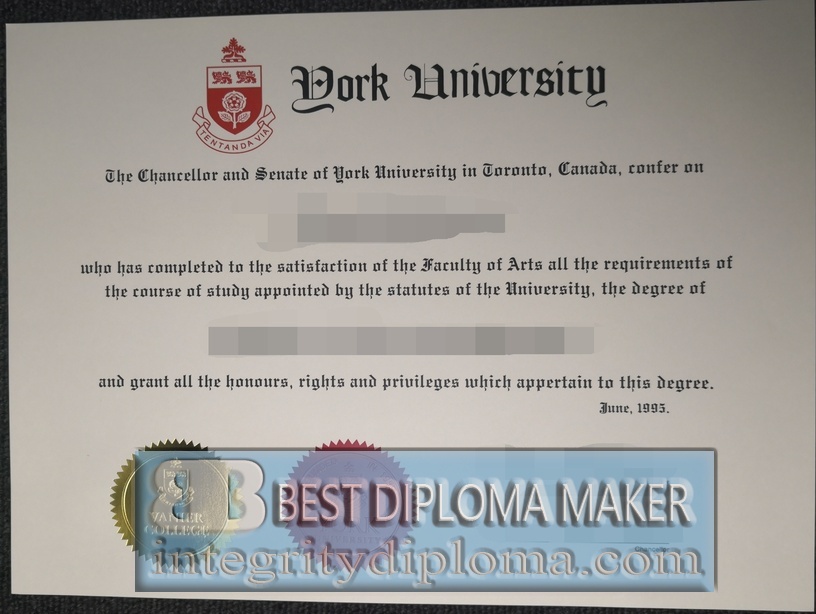 York University
TENTANDA VIA
The Chancellor and Senate of York University in Toronto, Canada, confer on
who has completed to the satisfaction of the Faculty of Arts all the requirements of
the course of study appointed by the statutes of the University, the degree of
and grant all the honours, rights and privileges which appertain to this degree.
June, 1995.
VANIER
COLLEGE
BEST DIPLOMA MAKER
integritydiploma.com